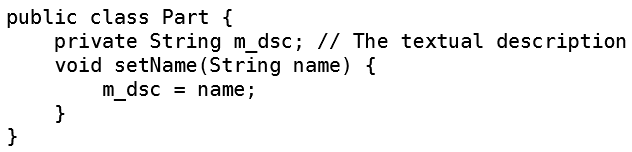 public class Part {
    private String m_dsc; // The textual description
    void setName(String name) {
        m_dsc = name;
    }
}